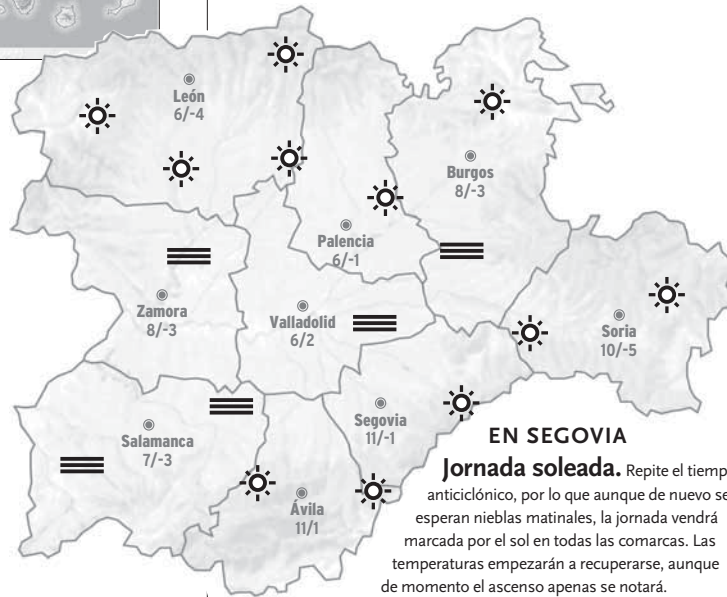 León
6/-4
Burgos
8/-3
Palencia
6/-1
Zamora
8/-3
Valladolid
6/2
Soria
10/-5
Segovia
11/-1
Salamanca
7/-3
Ávila
11/1
EN SEGOVIA
Jornada soleada. Repite el tiemp
anticiclónico, por lo que aunque de nuevo se
esperan nieblas matinales, la jornada vendrá
marcada por el sol en todas las comarcas. Las
temperaturas empezarán a recuperarse, aunque
de momento el ascenso apenas se notará.